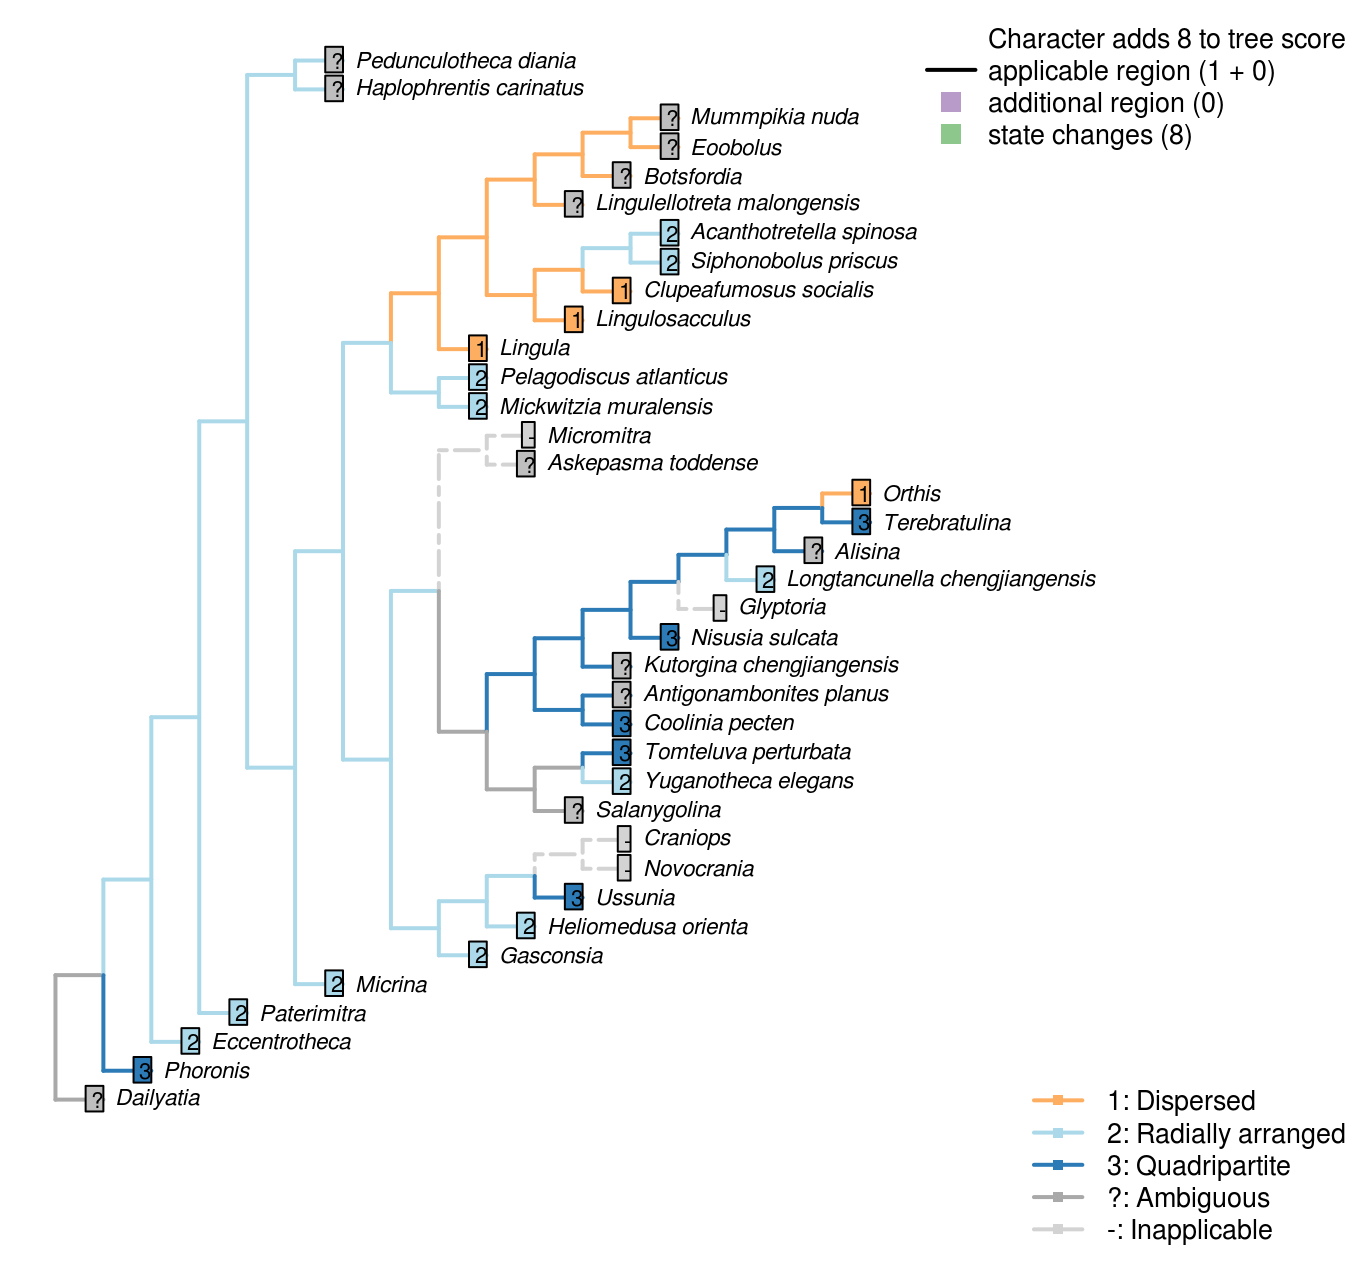 Character adds 8 to tree score
applicable region (1 + 0)
additional region (0)
state changes (8)
? Pedunculotheca diania
? Haplophrentis carinatus
? Mummpikia nuda
? Eoobolus
? Botsfordia
? Lingulellotreta malongensis
2 Acanthotretella spinosa
2 Siphonobolus priscus
1 Clupeafumosus socialis
1 Lingulosacculus
1 Lingula
2 Pelagodiscus atlanticus
2 Mickwitzia muralensis
- Micromitra
? Askepasma toddense
1 Orthis
3 Terebratulina
? Alisina
2 Longtancunella chengjiangensis
- Glyptoria
3 Nisusia sulcata
? Kutorgina chengjiangensis
? Antigonambonites planus
3 Coolinia pecten
3 Tomteluva perturbata
2 Yuganotheca elegans
? Salanygolina
- Craniops
- Novocrania
3 Ussunia
2 Heliomedusa orienta
2 Gasconsia
2 Micrina
2 Paterimitra
2 Eccentrotheca
3 Phoronis
? Dailyatia
1: Dispersed
2: Radially arranged
3: Quadripartite
?: Ambiguous
-: Inapplicable